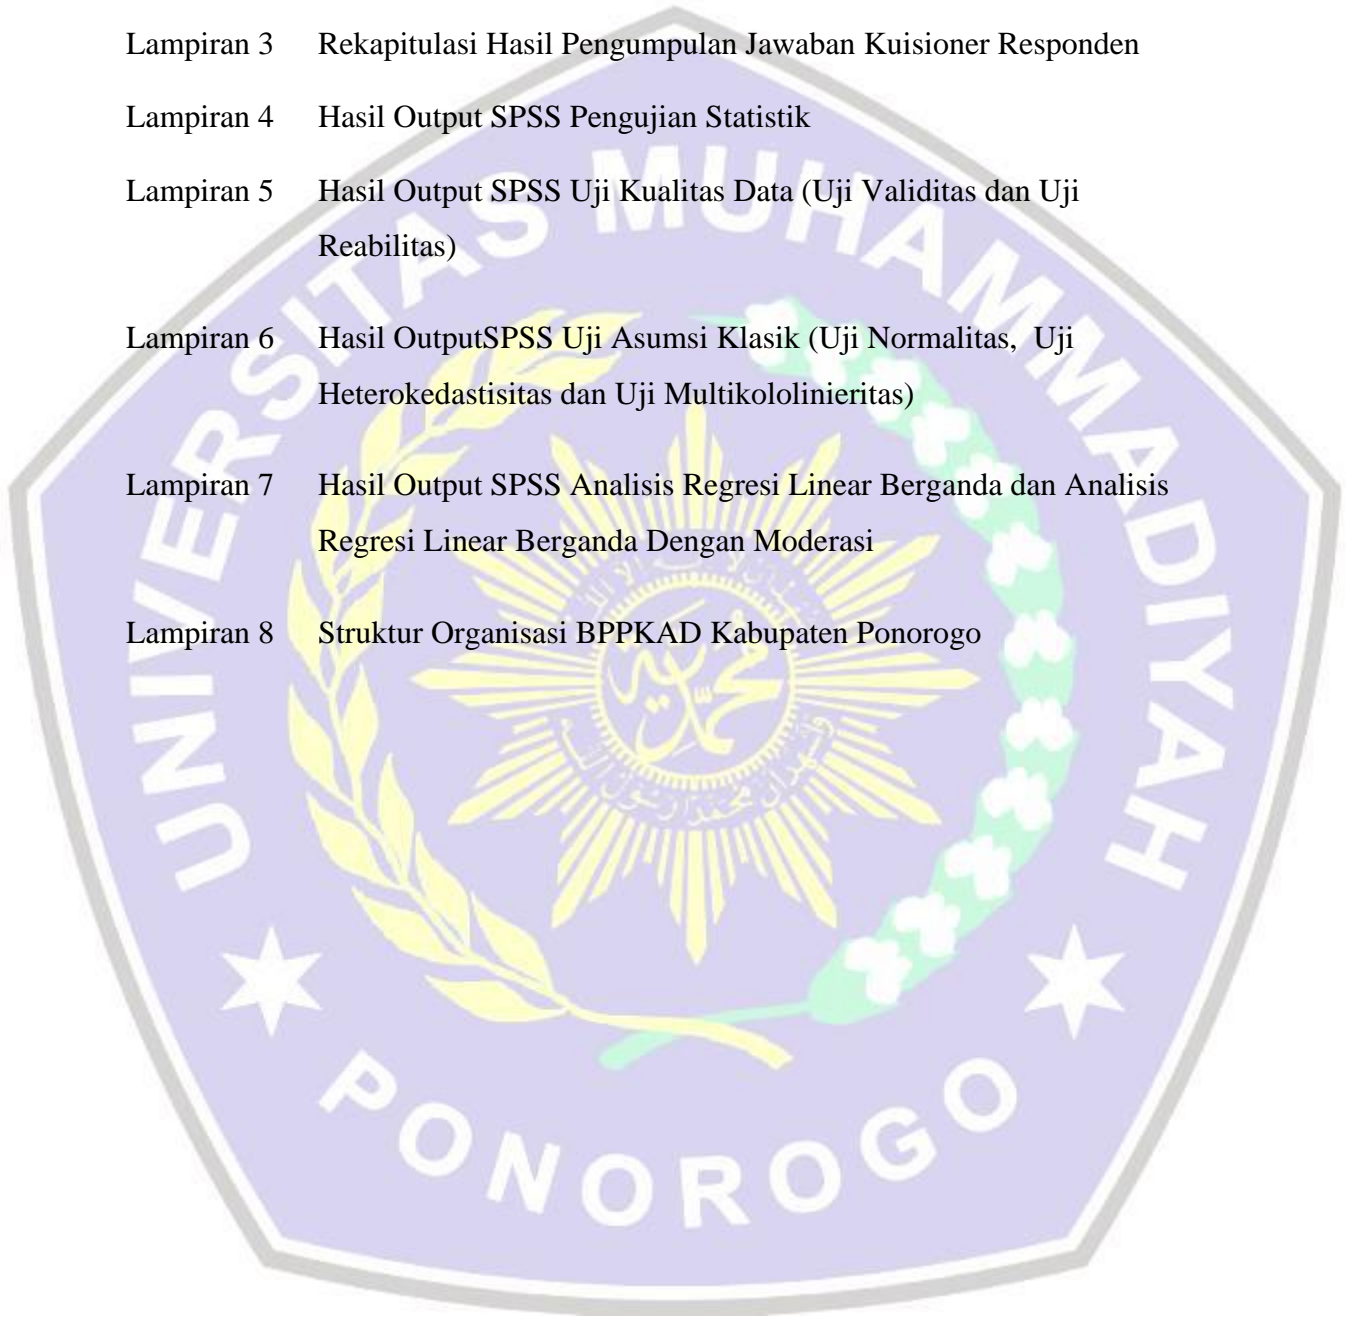 Lampiran 3 Rekapitulasi Hasil Pengumpulan Jawaban Kuisioner Responden
Lampiran 4 Hasil Output SPSS Pengujian Statistik
Lampiran 5 Hasil Output SPSS Uji Kualitas Data (Uji Validitas dan Uji
Reabilitas)
Lampiran 6 Hasil OutputSPSS Uji Asumsi Klasik (Uji Normalitas, Uji
Heterokedastisitas dan Uji Multikololinieritas)
Lampiran 7 Hasil Output SPSS Analisis Regresi Linear Berganda dan Analisis
Regresi Linear Berganda Dengan Moderasi
Lampiran 8 Struktur Organisasi BPPKAD Kabupaten Ponorogo
UNIVERSITAS MUHAMMADIYAH
PONOROGO